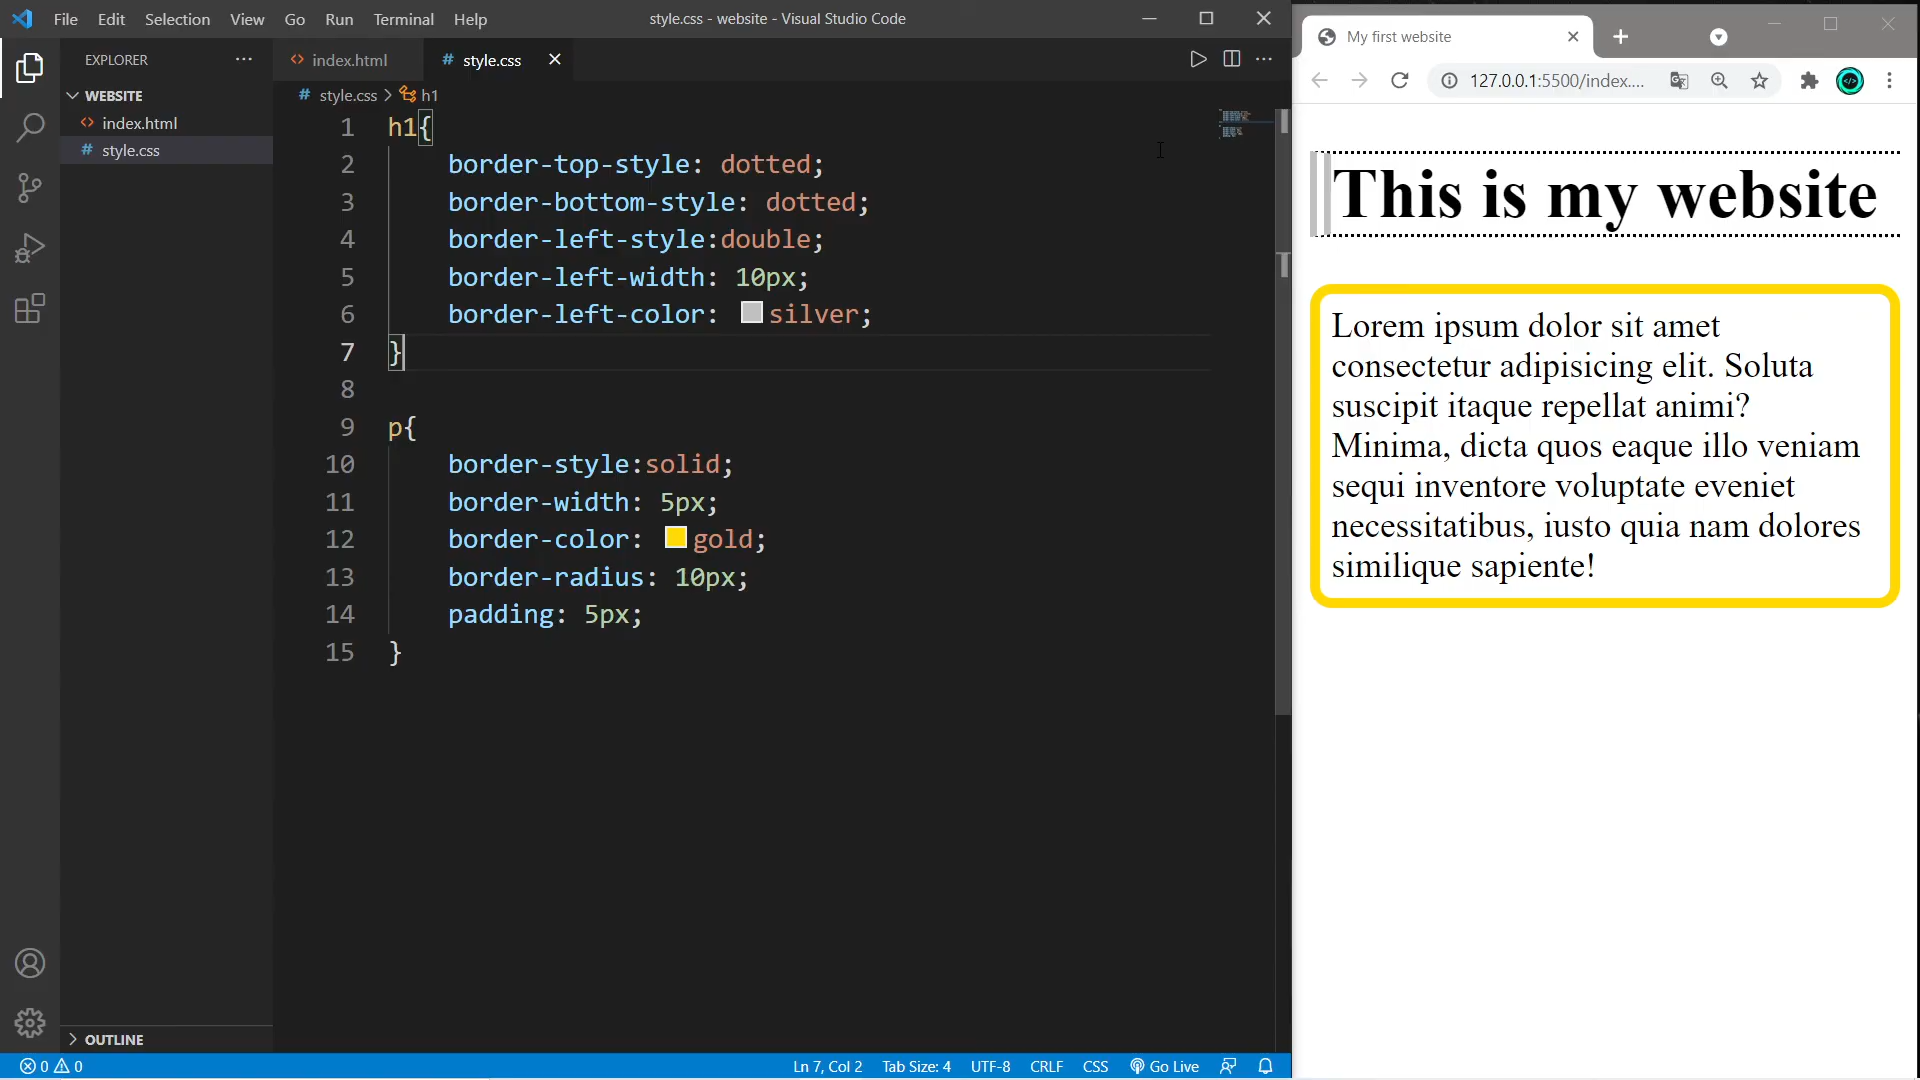 File Edit Selection View Go Run Terminal Help
style.css - website - Visual Studio Code
EXPLORER
WEBSITE
index.html
style.css
OUTLINE
index.html
# style.css
# style.css > h1
1 h1{
2 border-top-style: dotted;
3 border-bottom-style: dotted;
4 border-left-style:double;
5 border-left-width: 10px;
6 border-left-color: silver;
7 }
8
9 p{
10 border-style:solid;
11 border-width: 5px;
12 border-color: gold;
13 border-radius: 10px;
14 padding: 5px;
15 }
0 0
Ln 7, Col 2 Tab Size: 4 UTF-8 CRLF CSS Go Live
My first website
127.0.0.1:5500/index....
This is my website
Lorem ipsum dolor sit amet
consectetur adipisicing elit. Soluta
suscipit itaque repellat animi?
Minima, dicta quos eaque illo veniam
sequi inventore voluptate eveniet
necessitatibus, iusto quia nam dolores
similique sapiente!